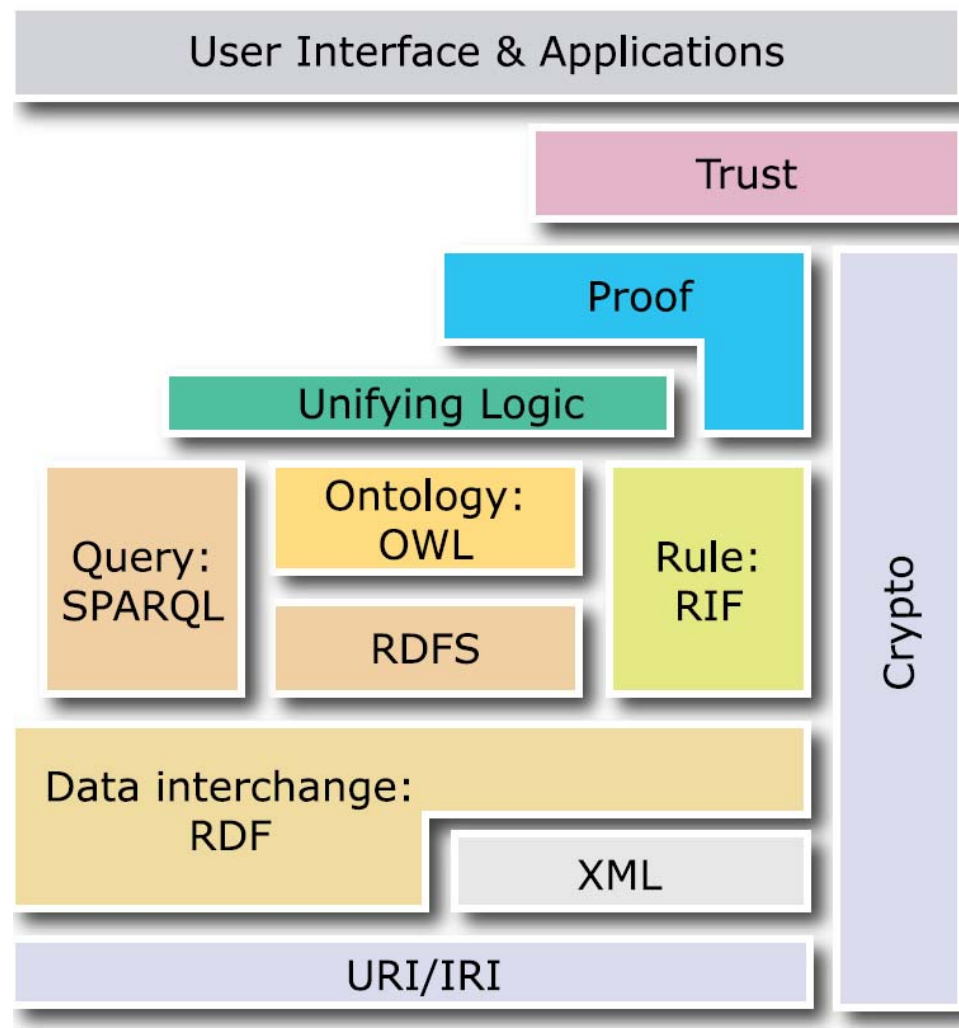 User Interface & Applications
Trust
Proof
Unifying Logic
Query:
SPARQL
Ontology:
OWL
RDFS
Rule:
RIF
Crypto
Data interchange:
RDF
XML
URI/IRI